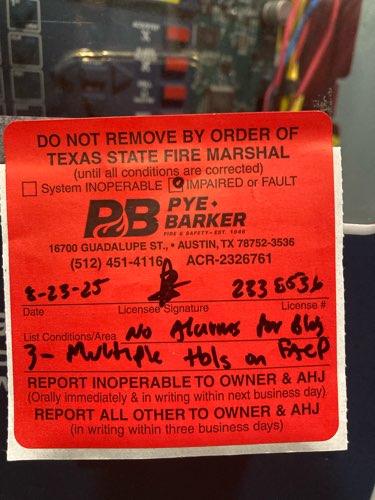 DO NOT REMOVE BY ORDER OF
TEXAS STATE FIRE MARSHAL
(until all conditions are corrected)
System INOPERABLE IMPAIRED or FAULT
PB PYE
BARKER
FIRE & SAFETY - EST. 1946
16700 GUADALUPE ST., • AUSTIN, TX 78752-3536
(512) 451-4116 ACR-2326761
8-23-25
Date Licensee Signature License #
List Conditions/Area No Alarms for Bldg
3 - Multiple tbls on FACP
REPORT INOPERABLE TO OWNER & AHJ
(Orally immediately & in writing within next business day)
REPORT ALL OTHER TO OWNER & AHJ
(in writing within three business days)